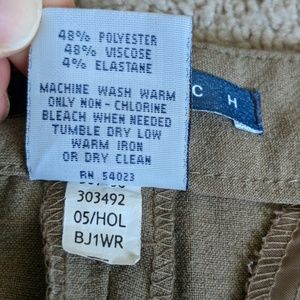 48% POLYESTER
48% VISCOSE
4% ELASTANE
MACHINE WASH WARM
ONLY NON - CHLORINE
BLEACH WHEN NEEDED
TUMBLE DRY LOW
WARM IRON
OR DRY CLEAN
RN 54023
C H
303492
05/HOL
BJ1WR